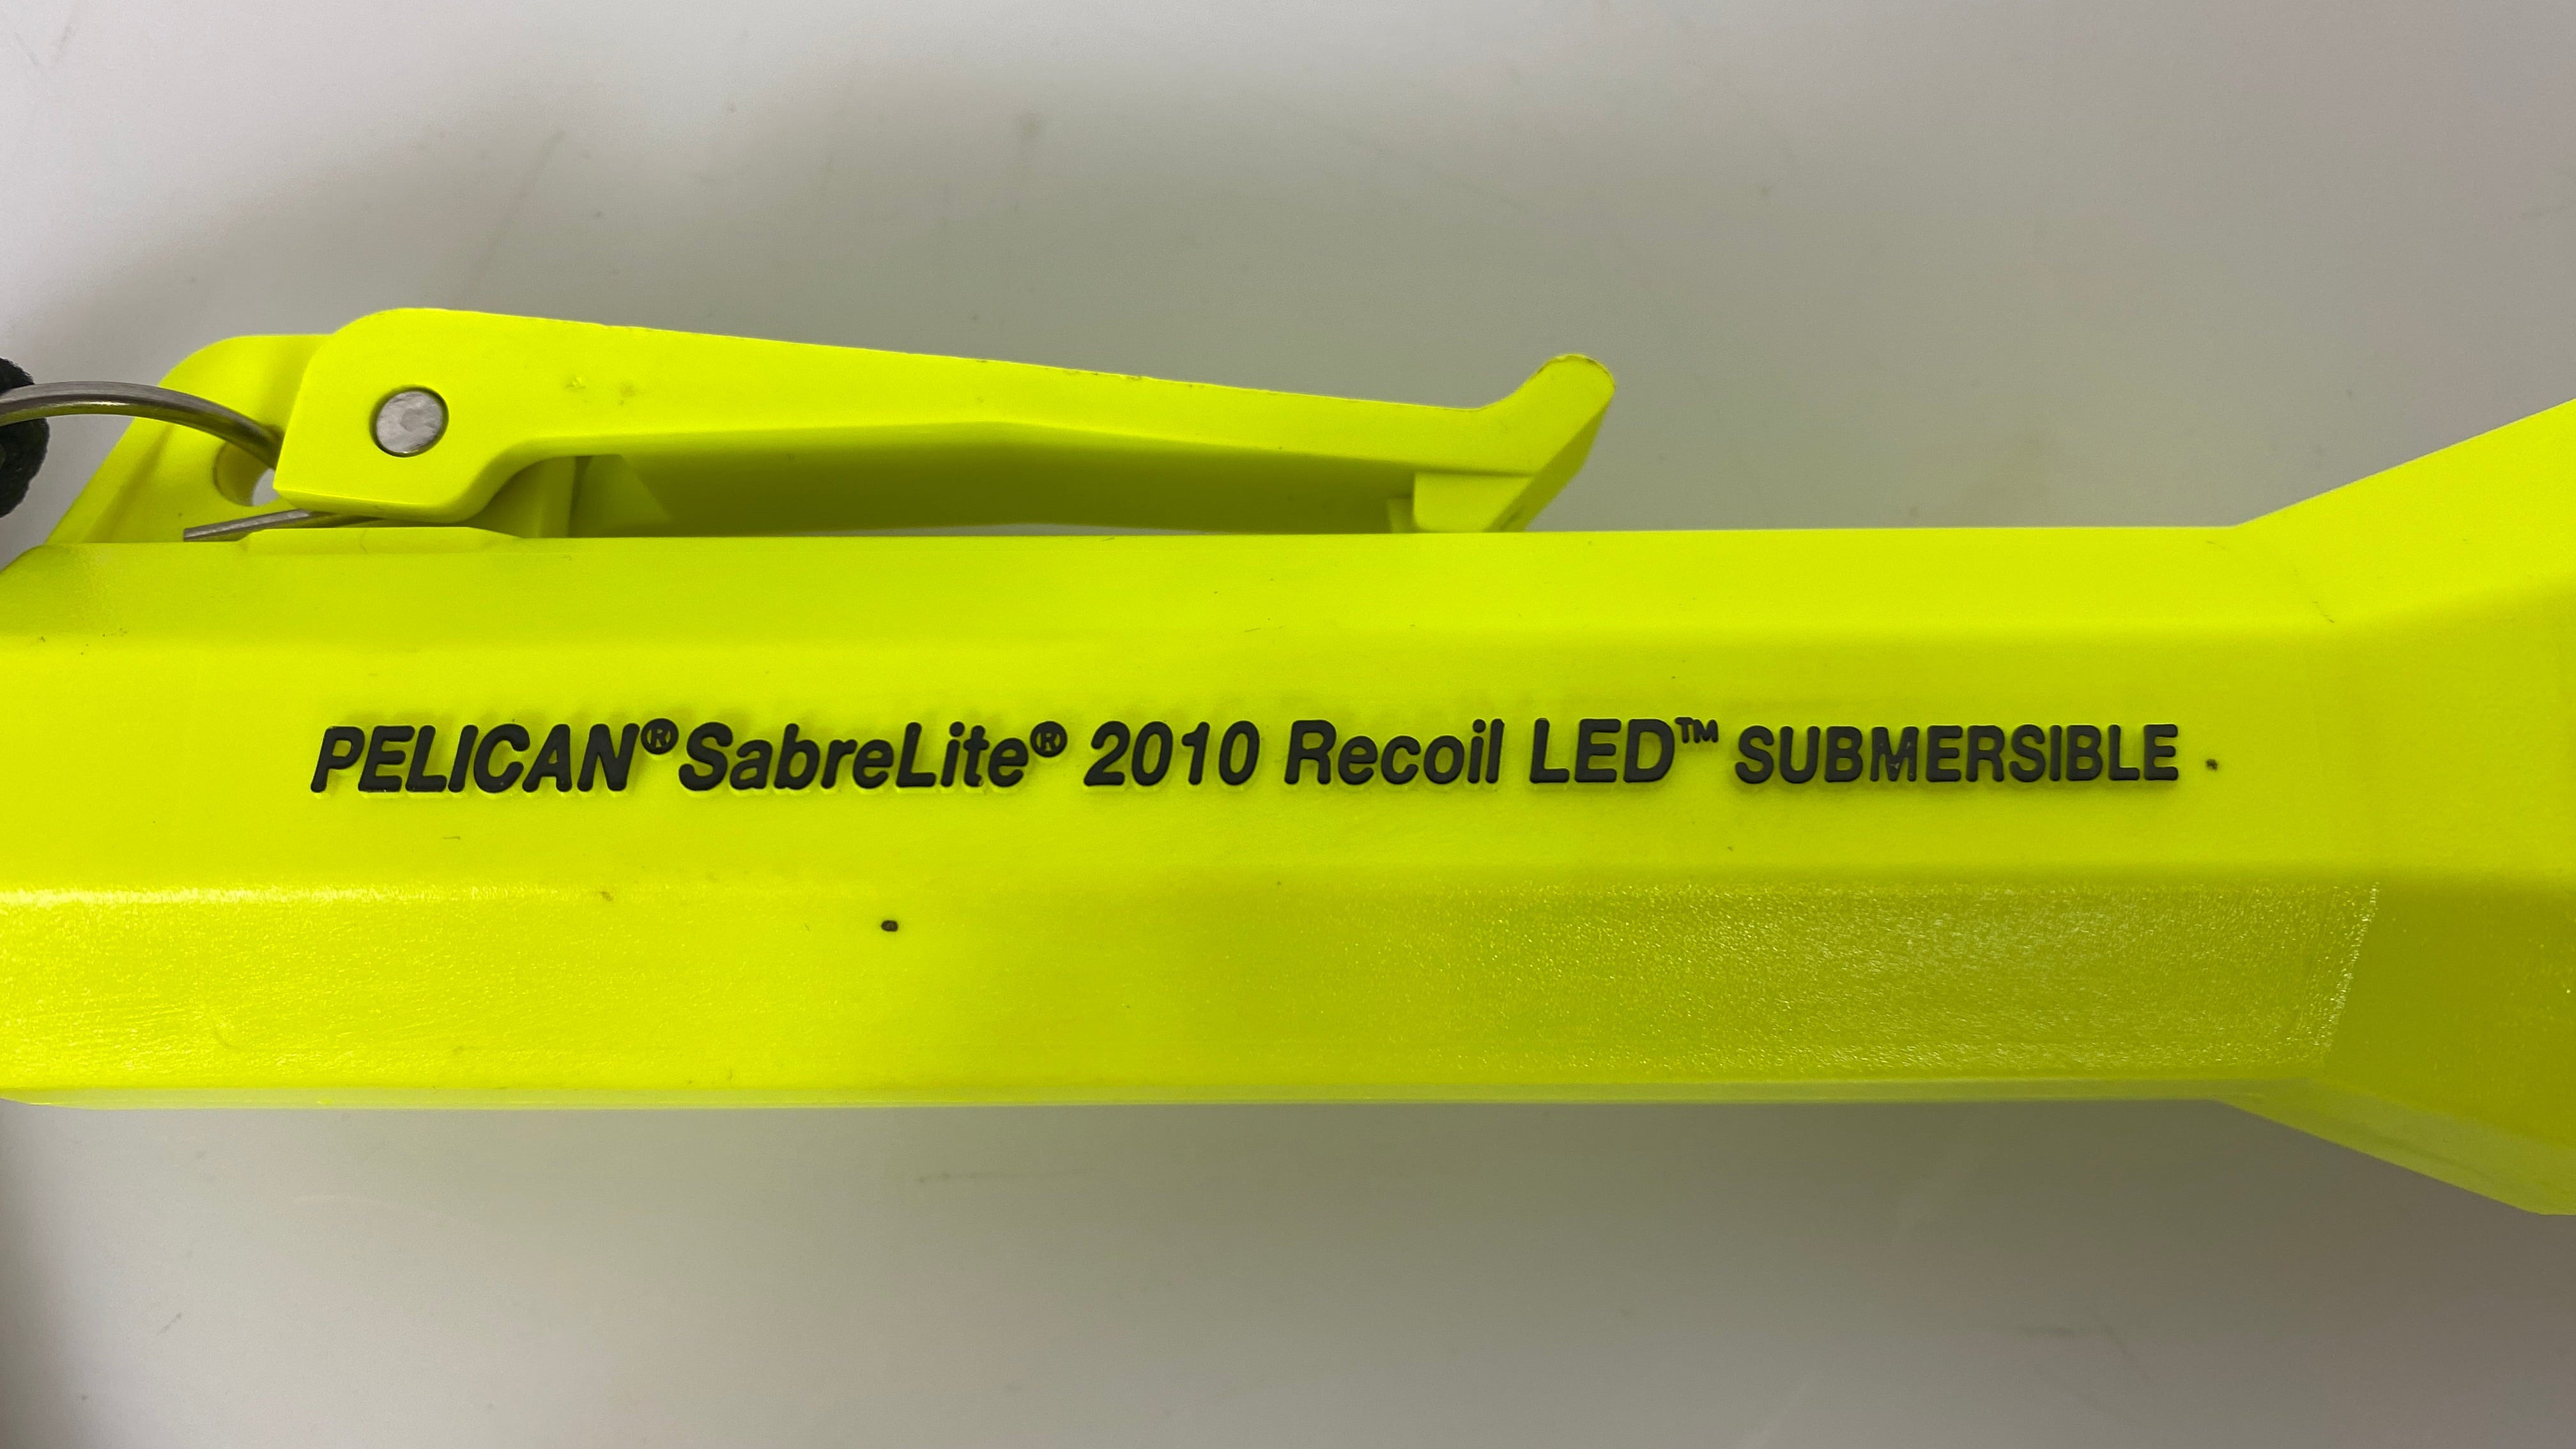 PELICAN® SabreLite® 2010 Recoil LED™ SUBMERSIBLE